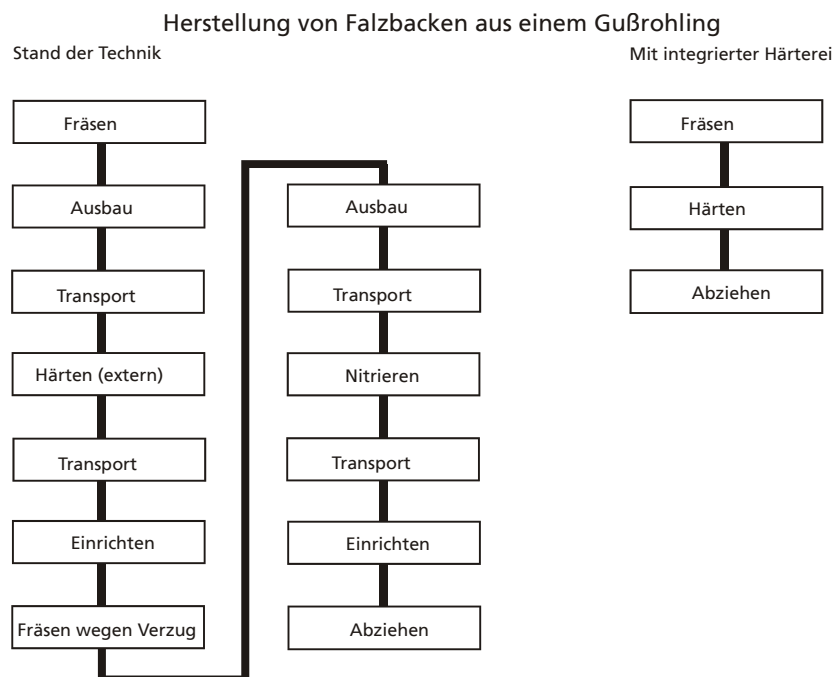 Herstellung von Falzbacken aus einem Gußrohling
Stand der Technik
Fräsen
Ausbau
Transport
Härten (extern)
Transport
Einrichten
Fräsen wegen Verzug
Ausbau
Transport
Nitrieren
Transport
Einrichten
Abziehen
Mit integrierter Härterei
Fräsen
Härten
Abziehen